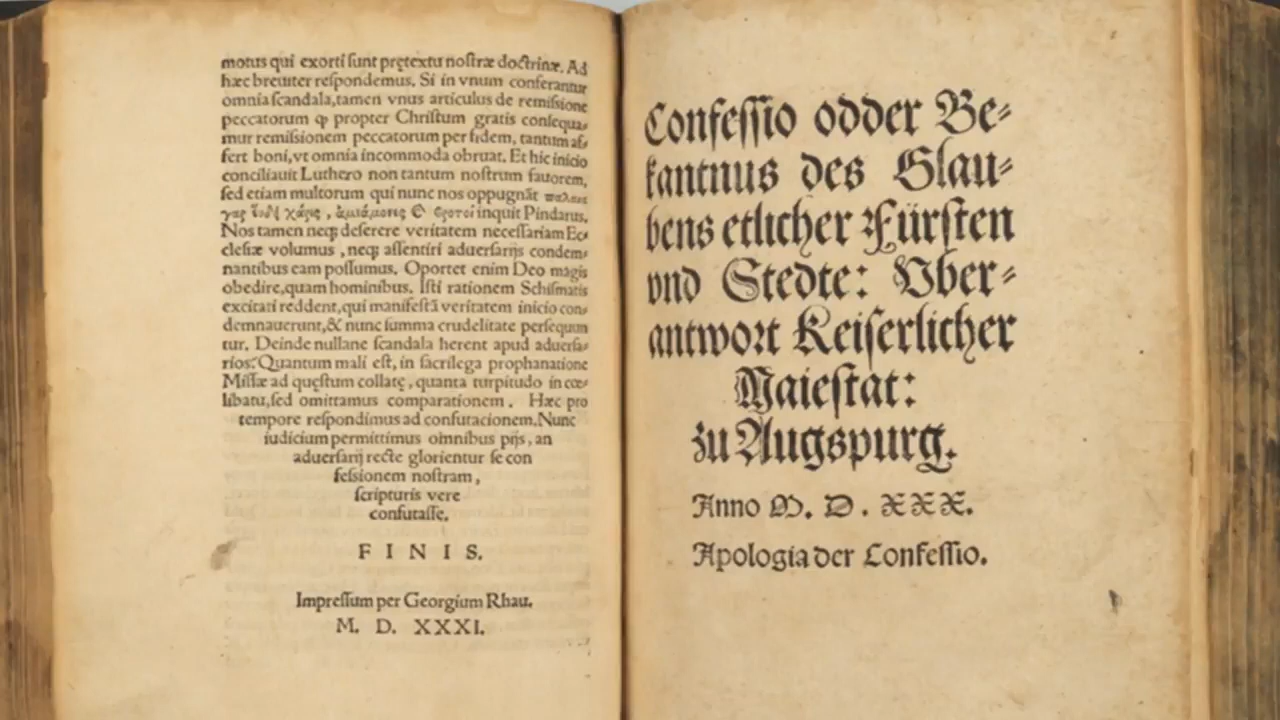 motus qui exorti ſunt prętextu noſtræ doctrinæ. Ad
hæc breuiter reſpondemus. Si in vnum conferantur
omnia ſcandala, tamen vnus articulus de remiſsione
peccatorum ꝙ propter Chriſtum gratis conſequa⸗
mur remiſsionem peccatorum per fidem, tantum af⸗
fert boni, vt omnia incommoda obruat. Et hic inicio
conciliauit Luthero non tantum noſtrum fauorem,
ſed etiam multorum qui nunc nos oppugnāt
χάρις, inquit Pindarus.
Nos tamen neqꝫ deſerere veritatem neceſſariam Ec⸗
cleſiæ volumus, neqꝫ aſſentiri aduerſarijs condem⸗
nantibus eam poſſumus. Oportet enim Deo magis
obedire, quam hominibus. Iſti rationem Schiſmatis
excitati reddent, qui manifeſtā veritatem inicio con⸗
demnauerunt, & nunc ſumma crudelitate perſequun
tur. Deinde nullane ſcandala herent apud aduerſa⸗
rios? Quantum mali eſt, in ſacrilega prophanatione
Miſſæ ad quęſtum collatę, quanta turpitudo in cœ⸗
libatu, ſed omittamus comparationem. Hæc pro
tempore reſpondimus ad confutacionem. Nunc
iudicium permittimus omnibus pijs, an
aduerſarij recte glorientur ſe con
feſsionem noſtram,
ſcripturis vere
confutaſſe.
F I N I S.
Impreſſum per Georgium Rhau.
M. D. XXXI.
Confeſſio odder Be⸗
kantnus des Glau⸗
bens etlicher Fürſten
vnd Stedte: Vber⸗
antwort Keiſerlicher
Maieſtat:
zu Augspurg.
Anno M. D. XXX.
Apologia der Confeſſio.